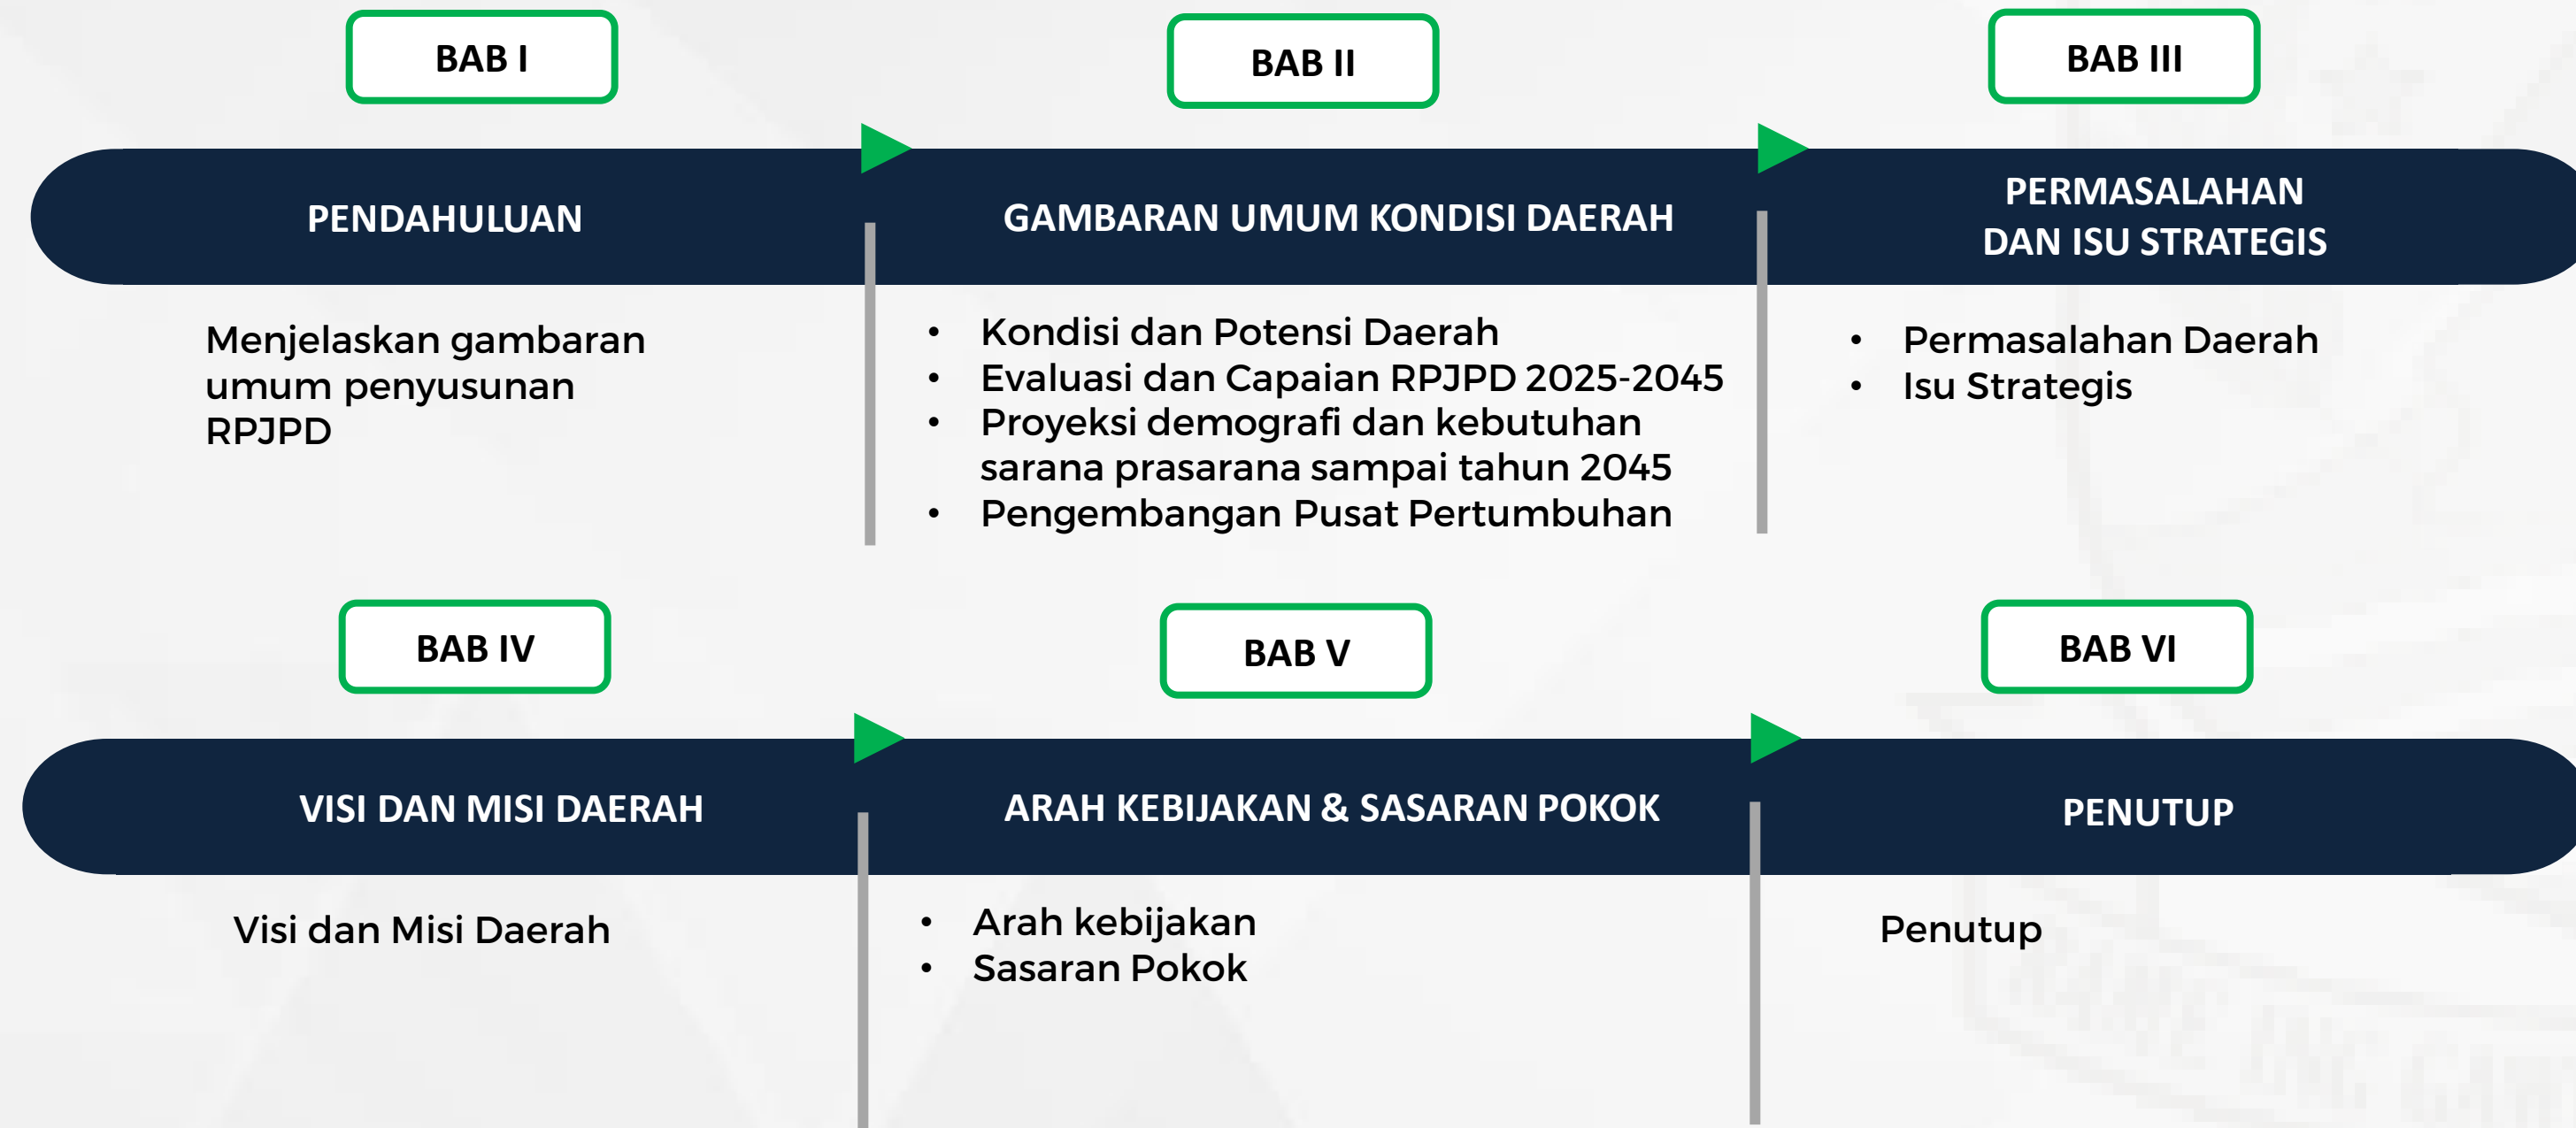 BAB I
PENDAHULUAN
Menjelaskan gambaran
umum penyusunan
RPJPD
BAB II
GAMBARAN UMUM KONDISI DAERAH
• Kondisi dan Potensi Daerah
• Evaluasi dan Capaian RPJPD 2025-2045
• Proyeksi demografi dan kebutuhan
sarana prasarana sampai tahun 2045
• Pengembangan Pusat Pertumbuhan
BAB III
PERMASALAHAN
DAN ISU STRATEGIS
• Permasalahan Daerah
• Isu Strategis
BAB IV
VISI DAN MISI DAERAH
Visi dan Misi Daerah
BAB V
ARAH KEBIJAKAN & SASARAN POKOK
• Arah kebijakan
• Sasaran Pokok
BAB VI
PENUTUP
Penutup